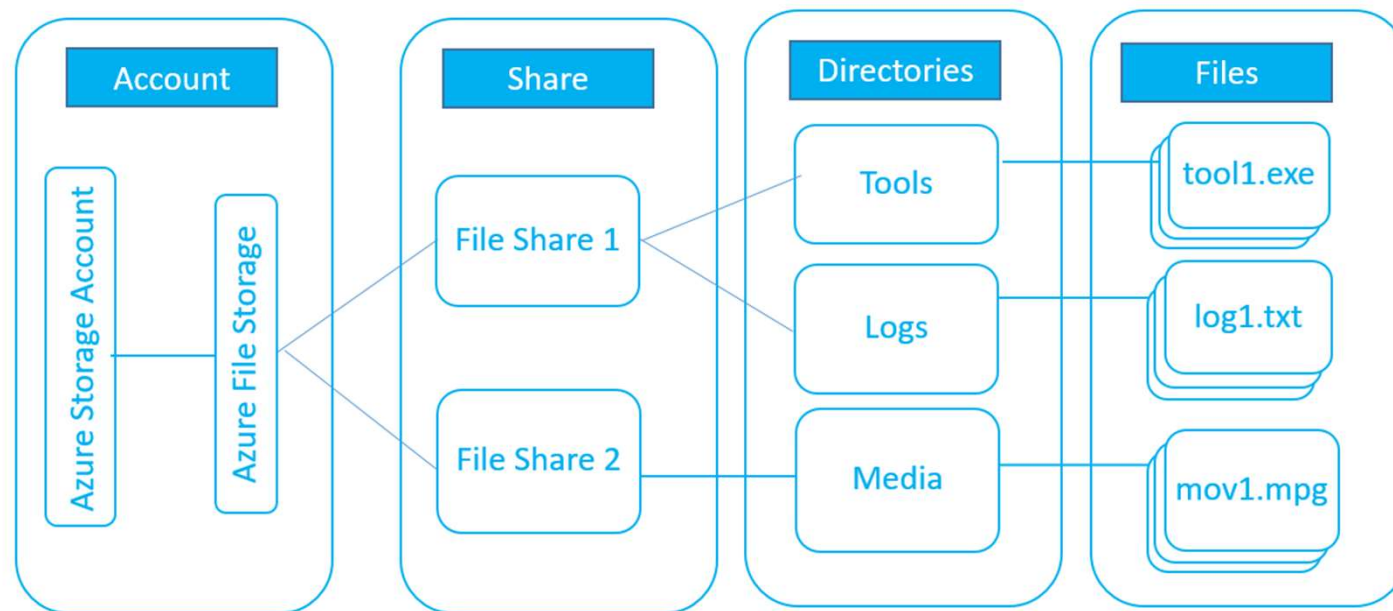 Account
Azure Storage Account
Azure File Storage
Share
File Share 1
File Share 2
Directories
Tools
Logs
Media
Files
tool1.exe
log1.txt
mov1.mpg